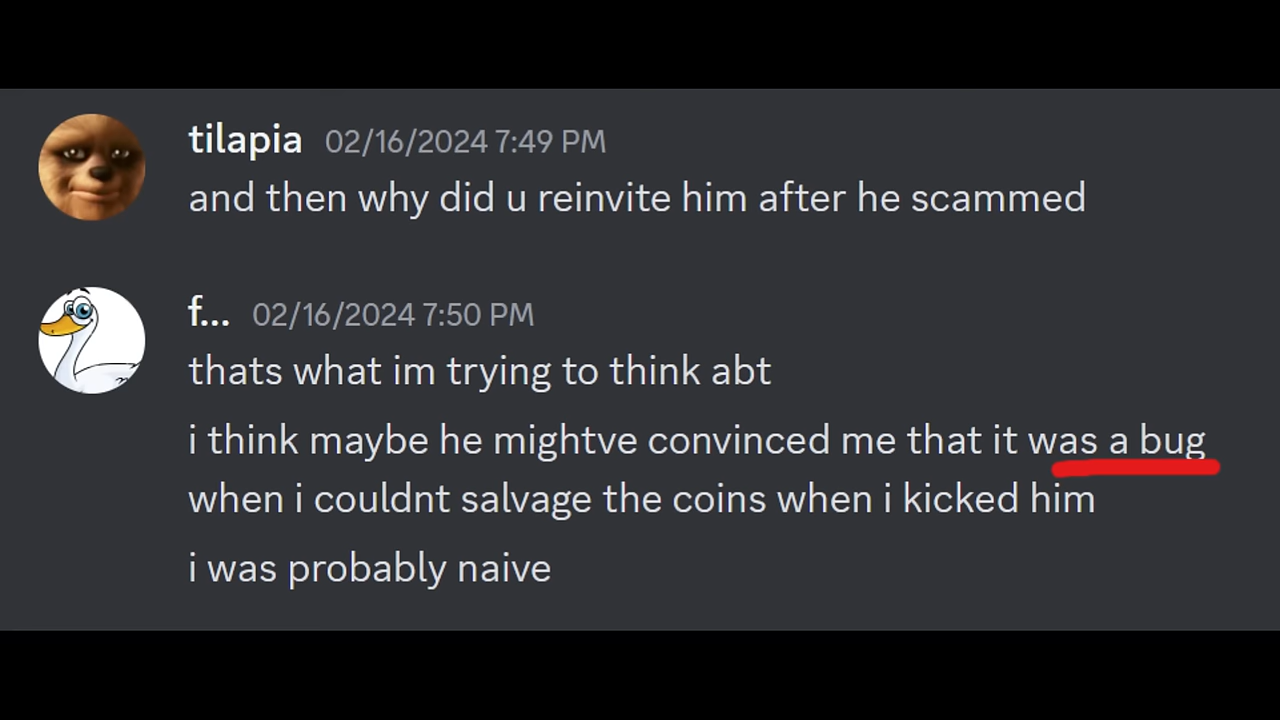 tilapia 02/16/2024 7:49 PM
and then why did u reinvite him after he scammed
f... 02/16/2024 7:50 PM
thats what im trying to think abt
i think maybe he mightve convinced me that it was a bug
when i couldnt salvage the coins when i kicked him
i was probably naive